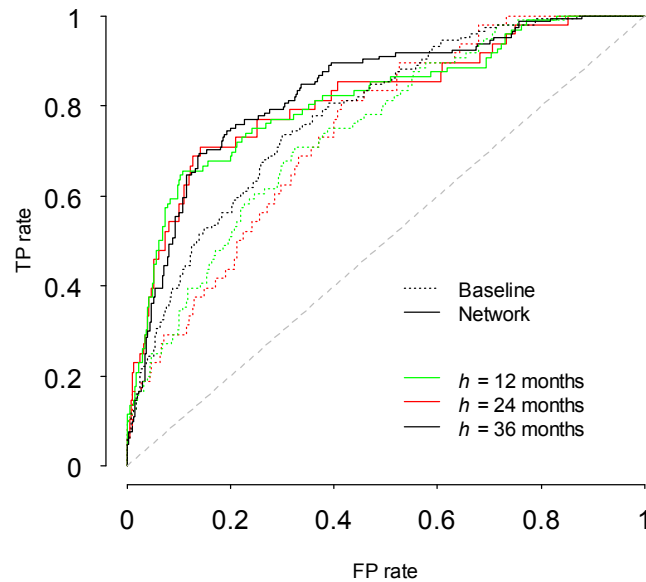 TP rate
1
0.8
0.6
0.4
0.2
0
Baseline
Network
h = 12 months
h = 24 months
h = 36 months
0 0.2 0.4 0.6 0.8 1
FP rate